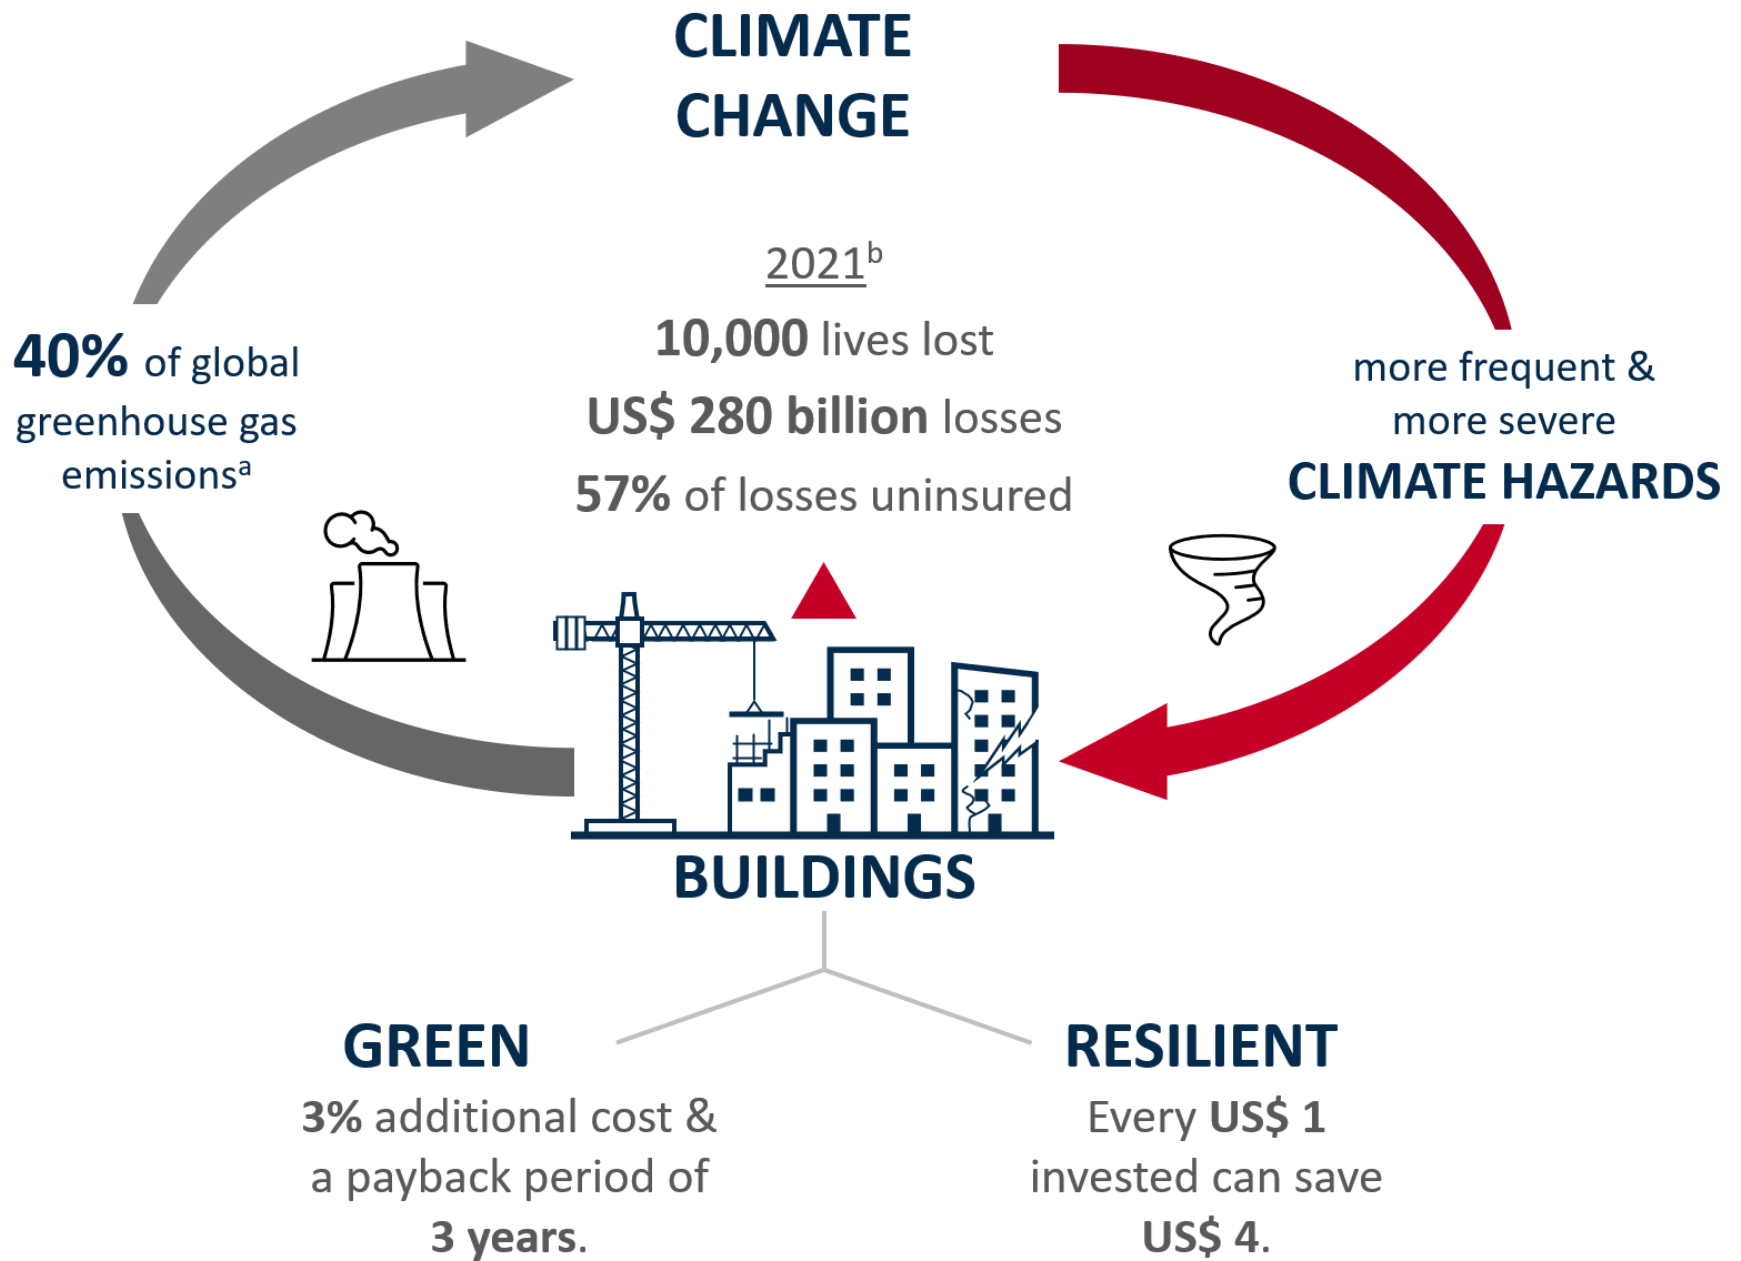 CLIMATE
CHANGE
2021ᵇ
10,000 lives lost
US$ 280 billion losses
57% of losses uninsured
40% of global
greenhouse gas
emissionsᵃ
more frequent &
more severe
CLIMATE HAZARDS
BUILDINGS
GREEN
3% additional cost &
a payback period of
3 years.
RESILIENT
Every US$ 1
invested can save
US$ 4.